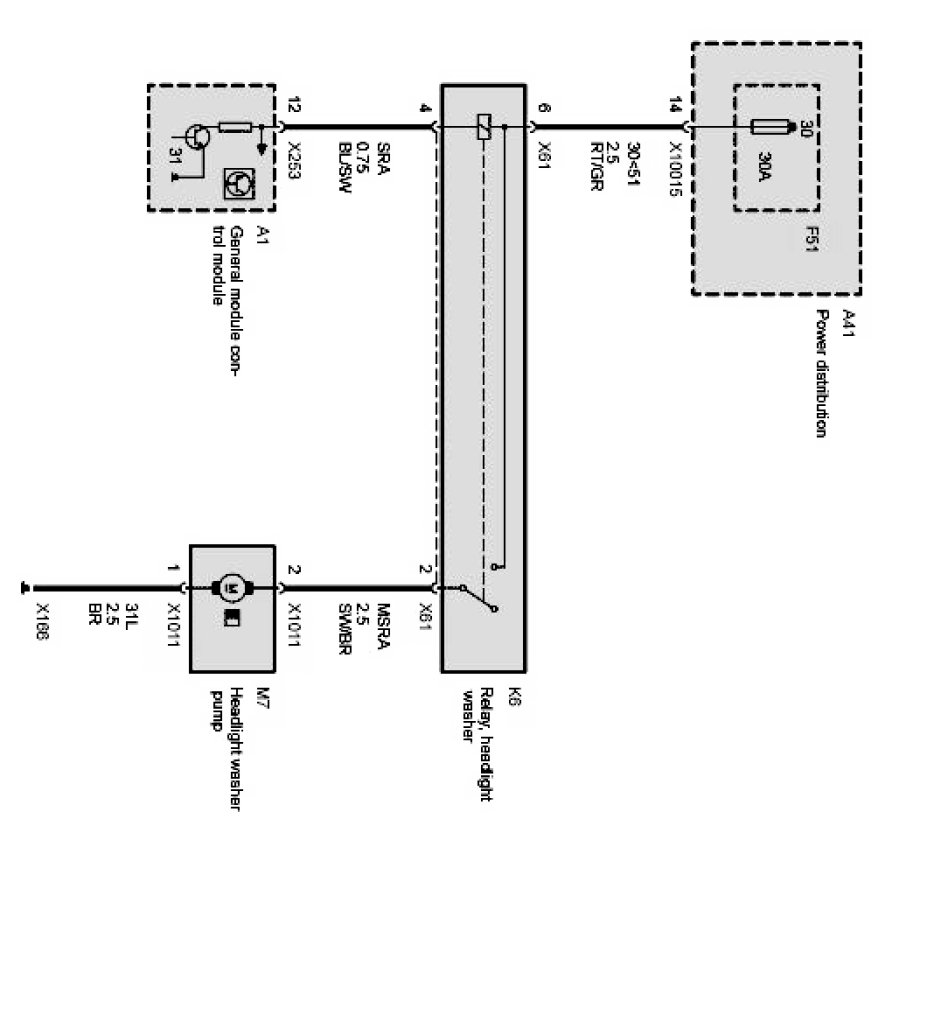 A41
Power distribution
30
30A
F51
14
X10015
30<51
2.5
RT/GR
6
X61
K6
Relay, headlight
washer
4
2
X61
SRA
0.75
BL/SW
MSRA
2.5
SW/BR
12
X253
2
X1011
A1
General module con-
trol module
31
M7
Headlight washer
pump
M
1
X1011
31L
2.5
BR
X166